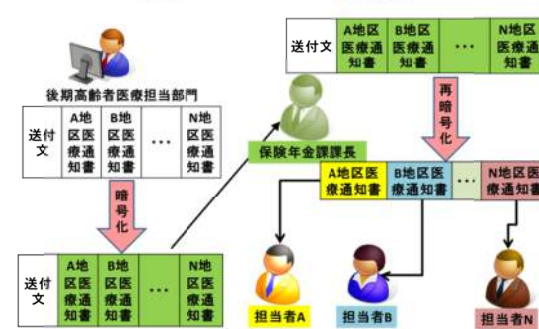 後期高齢者医療担当部門
送付
文
A地
区医
療通
知書
B地
区医
療通
知書
・・・
N地
区医
療通
知書
暗
号
化
送付
文
A地
区医
療通
知書
B地
区医
療通
知書
・・・
N地
区医
療通
知書
保険年金課課長
送付文
A地区
医療通
知書
B地区
医療通
知書
・・・
N地区
医療通
知書
再
暗
号
化
A地区医
療通知書
B地区医
療通知書
・・・
N地区医
療通知書
担当者A
担当者B
担当者N